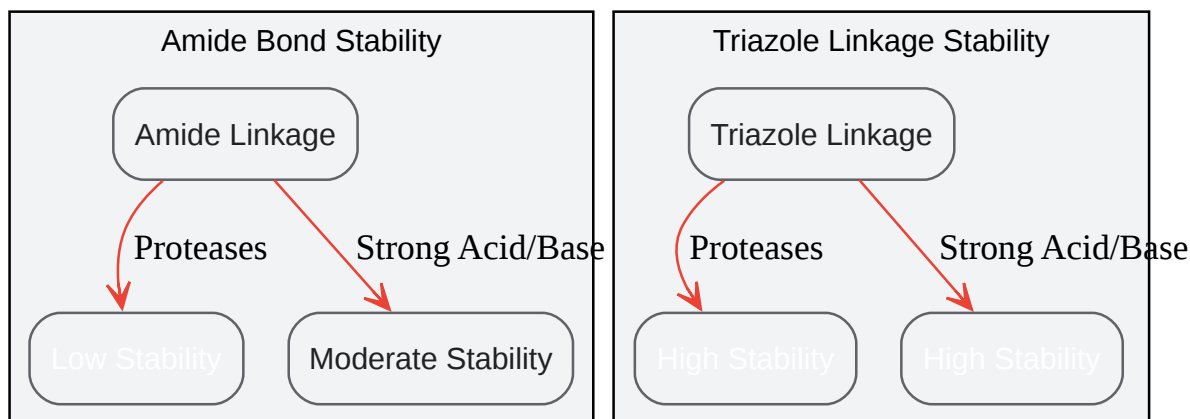 Amide Bond Stability
Amide Linkage
Proteases
Strong Acid/Base
Low Stability
Moderate Stability
Triazole Linkage Stability
Triazole Linkage
Proteases
Strong Acid/Base
High Stability
High Stability